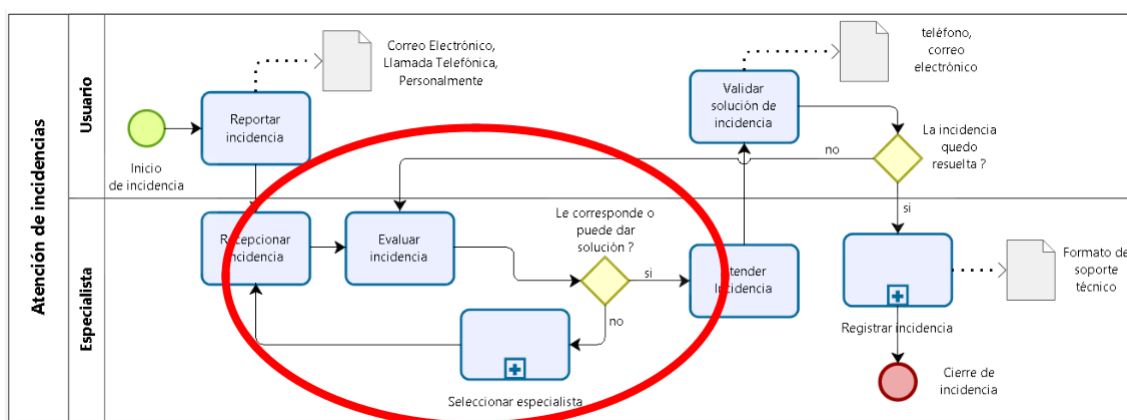 Atención de incidencias
Usuario
Especialista
Inicio
de incidencia
Reportar
incidencia
Correo Electrónico,
Llamada Telefónica,
Personalmente
Validar
solución de
incidencia
teléfono,
correo
electrónico
La incidencia
quedo
resuelta ?
no
si
Recepcionar
incidencia
Evaluar
incidencia
Le corresponde o
puede dar
solución ?
si
no
Atender
Incidencia
Seleccionar especialista
Registrar incidencia
Formato de
soporte
técnico
Cierre de
incidencia